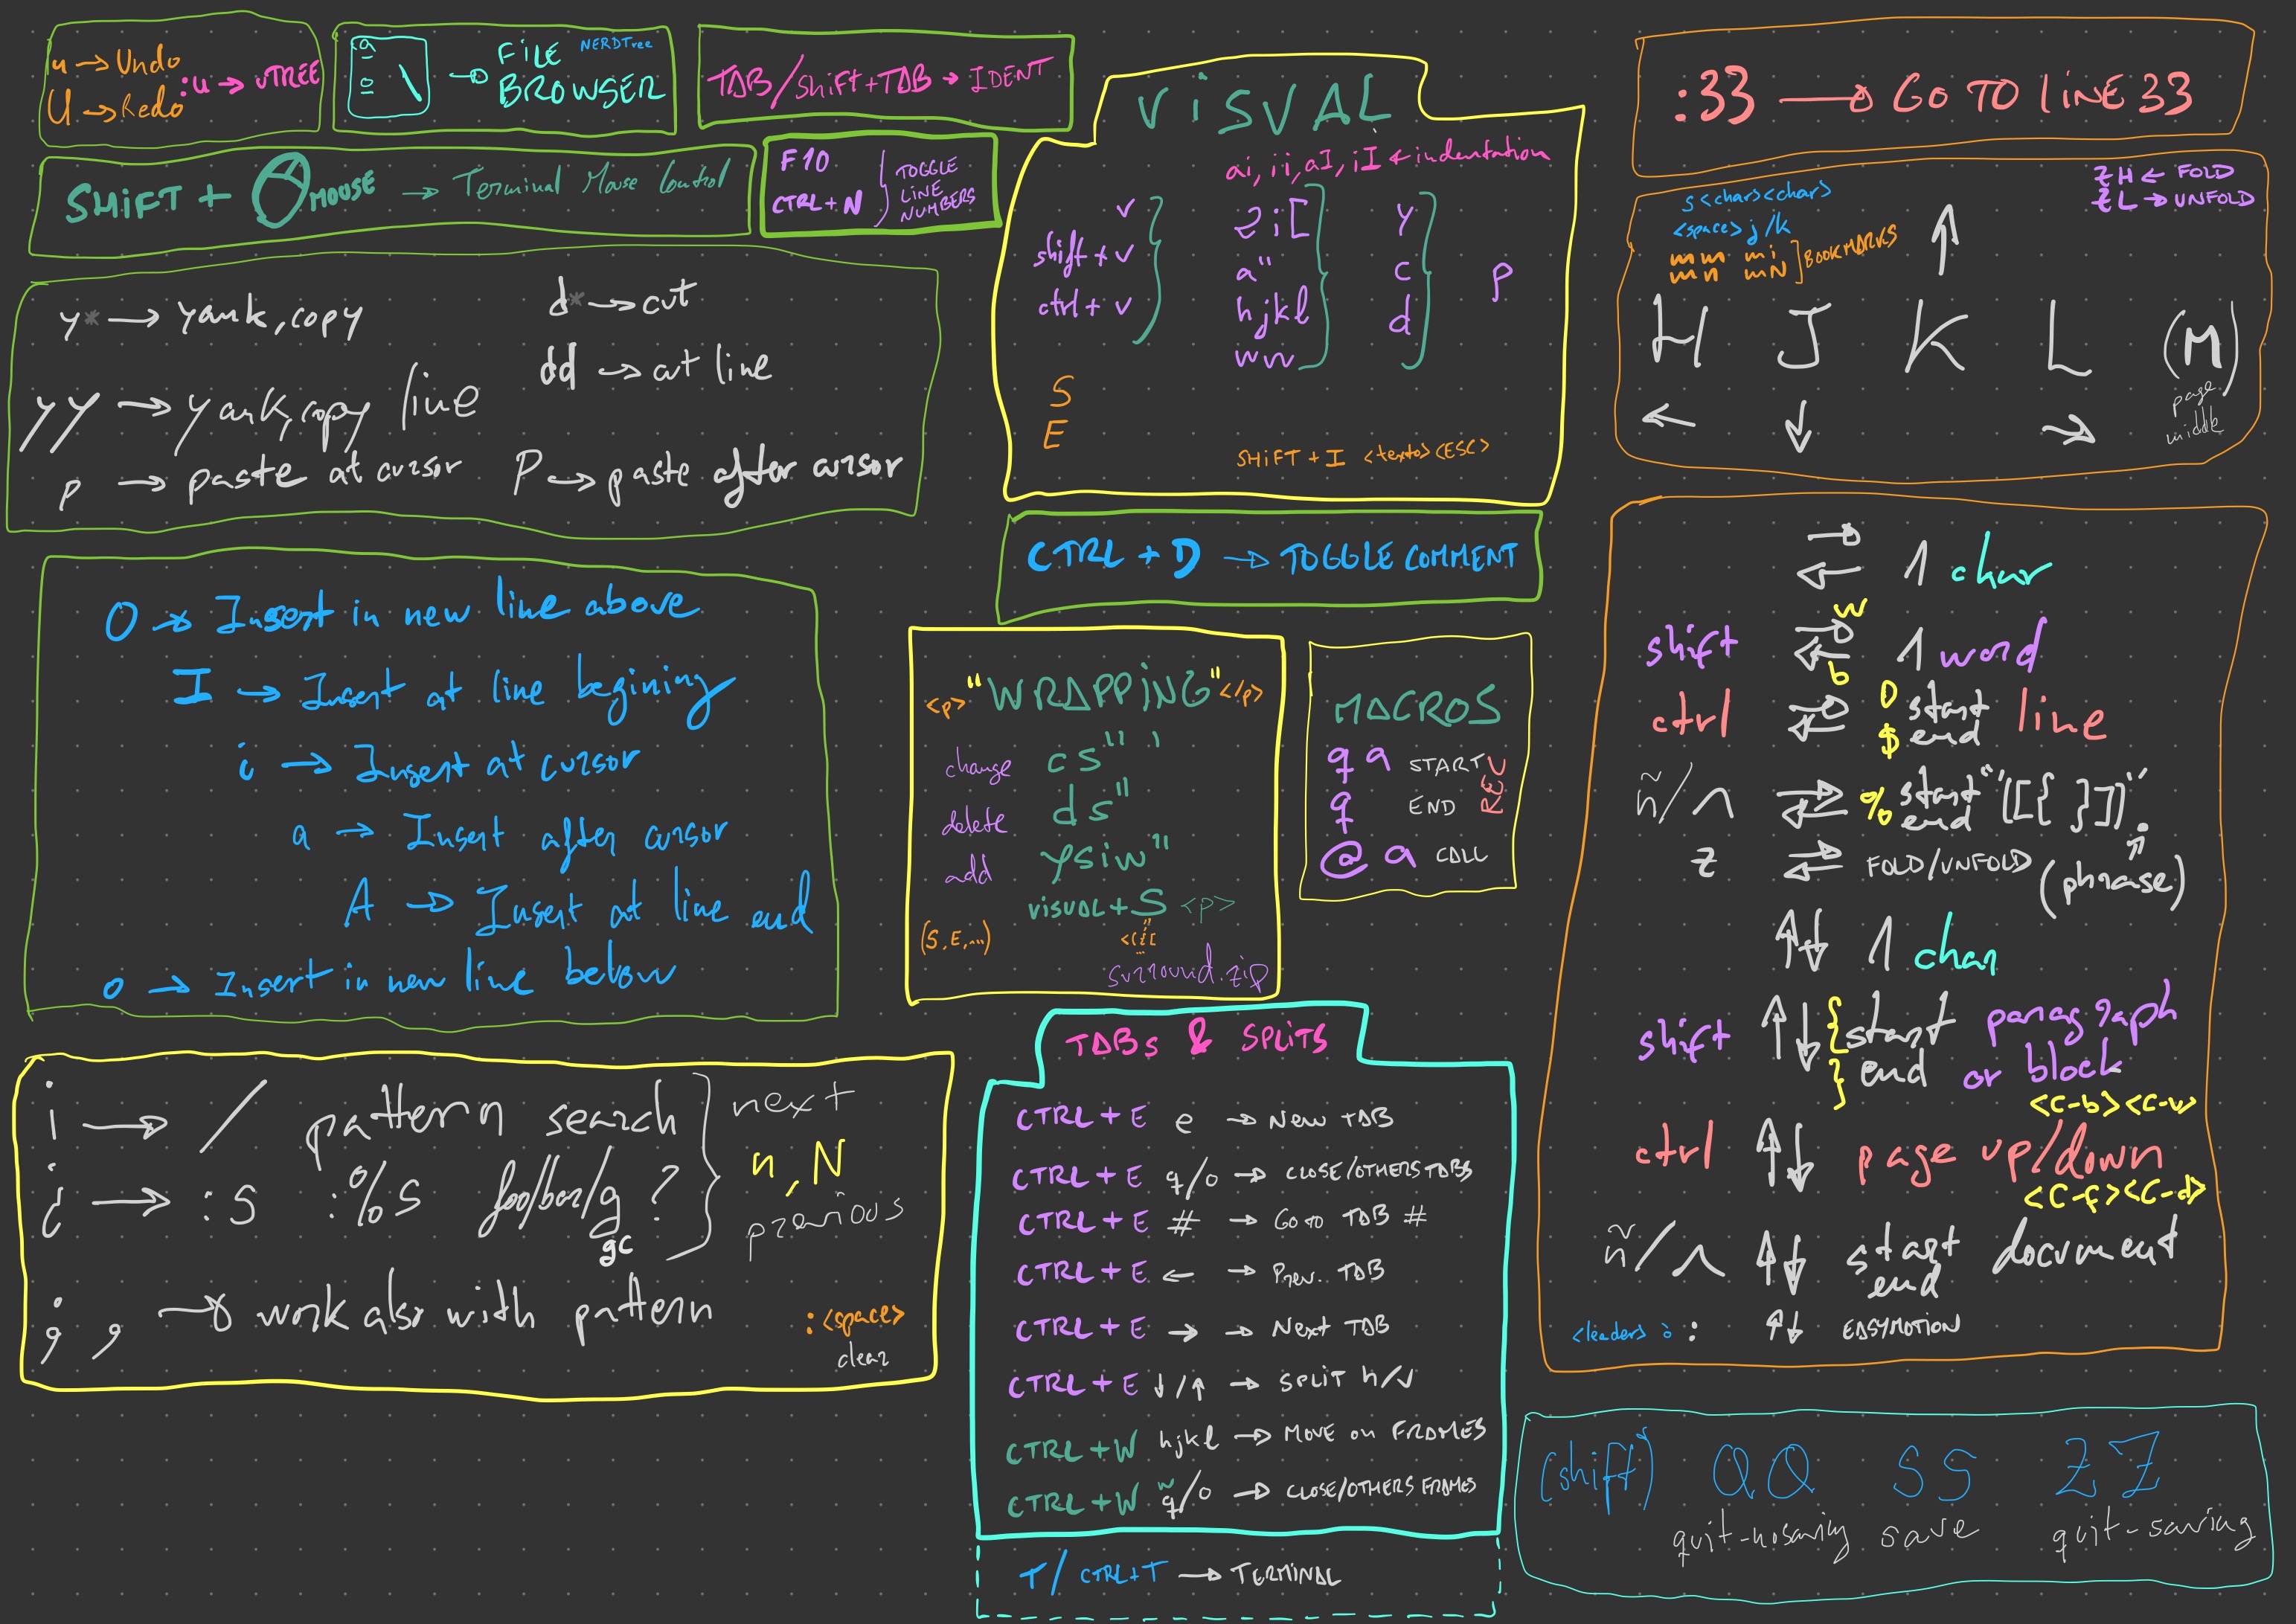 u → Undo
U → Redo
:u → UTREE
\ → FiLE BROWSER
NERDTree
TAB/Shift+TAB → IDENT
SHiFT + MOUSE → Terminal Mouse Control
F10
CTRL+N
TOGGLE
LiNE
NUMBERS
y* → yank, copy
d* → cut
yy → yank, copy line
dd → cut line
p → paste at cursor
P → paste after cursor
O → Insert in new line above
I → Insert at line begining
i → Insert at cursor
a → Insert after cursor
A → Insert at line end
o → Insert in new line below
→ / pattern search
→ :s :%s foo/bar/g ?
gc
next
n, N
previous
; , → work also with pattern
:<space>
clear
ViSUAL
ai, ii, aI, iI ← indentation
v
shift + v
ctrl + v
2i[
a"
hjkl
wn
y
c
d
p
S
E
SHiFT + I <texto><ESC>
CTRL + D → TOGGLE COMMENT
<p> "WRAPPiNG" </p>
change cs" '
delete ds"
add ysiw"
visual + S <p>
(S, E, ...)
surround.zip
MACROS
q a START
q END
REC
@ a CALL
TABs & SPLiTS
CTRL + E e → New TAB
CTRL + E q/o → CLOSE/OTHERS TABS
CTRL + E # → Go to TAB #
CTRL + E ← → Prev. TAB
CTRL + E → → Next TAB
CTRL + E ↓/↑ → SPLiT h/v
CTRL + W hjkl → MOVE on FRAMES
CTRL + W w q/o → CLOSE/OTHERS FRAMES
T / CTRL+T → TERMINAL
:33 → GO TO LiNE 33
s<char><char>
<space>j/k
mm mi
mn mN
BOOKMARKS
zH ← FOLD
zL → UNFOLD
↑
H J K L (M)
← ↓ → page middle
→ ← 1 char
shift → w ← b 1 word
ctrl → ← 0 $ start end line
ñ/^ → ← % start end "'([{ }])'"
(phrase)
z → ← FOLD/UNFOLD
↑↓ 1 char
shift ↑↓ { } start end paragraph or block
<C-b><C-u>
ctrl ↑↓ page up/down
<C-f><C-d>
ñ/^ ↑↓ start end document
<leader> : : ↑↓ EASYMOTION
(shift) QQ SS ZZ
quit-nosaving save quit-saving